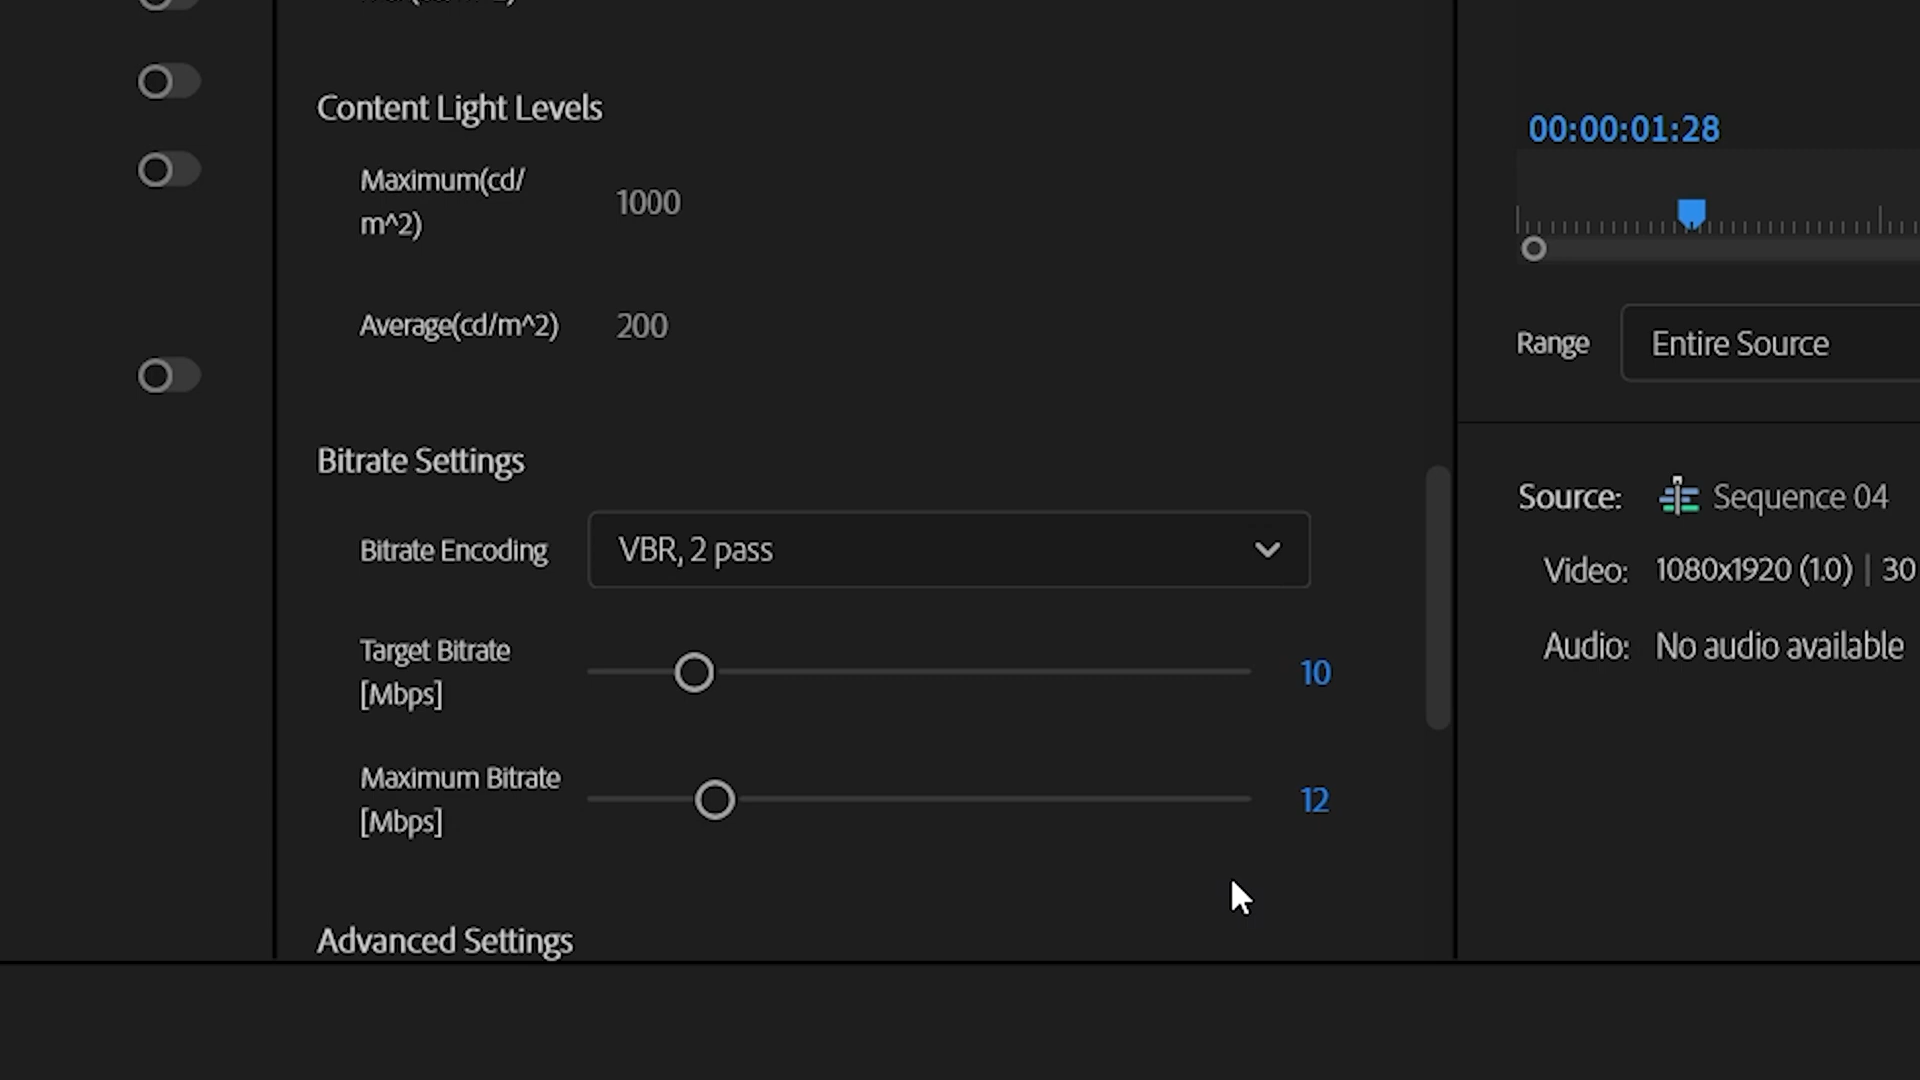 Content Light Levels
Maximum(cd/
m^2)
1000
Average(cd/m^2)
200
Bitrate Settings
Bitrate Encoding
VBR, 2 pass
Target Bitrate
[Mbps]
10
Maximum Bitrate
[Mbps]
12
Advanced Settings
00:00:01:28
Range
Entire Source
Source:
Sequence 04
Video:
1080x1920 (1.0) | 30
Audio:
No audio available